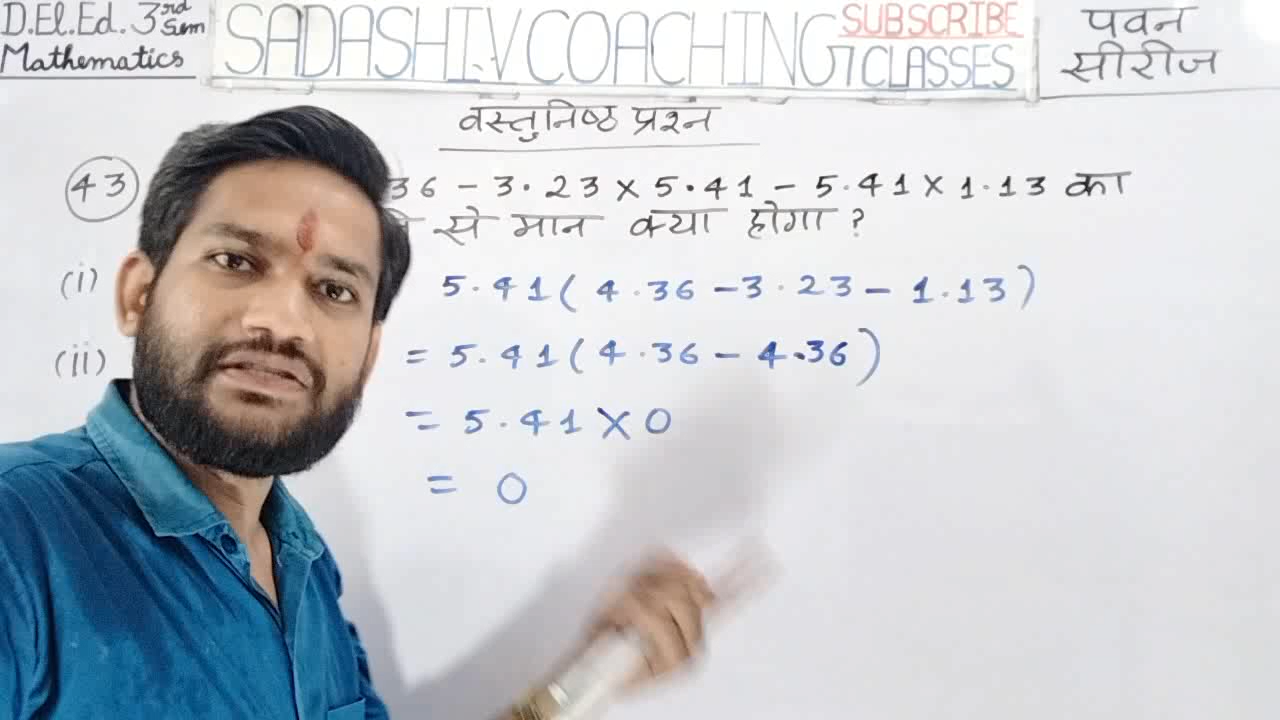 D.El.Ed. 3rd Sem
Mathematics
SADASHIV COACHING CLASSES
SUBSCRIBE
पवन
सीरीज
वस्तुनिष्ठ प्रश्न
43 36 - 3.23 × 5.41 - 5.41 × 1.13 का
से मान क्या होगा ?
(i) 5.41 ( 4.36 - 3.23 - 1.13 )
(ii) = 5.41 ( 4.36 - 4.36 )
= 5.41 × 0
= 0